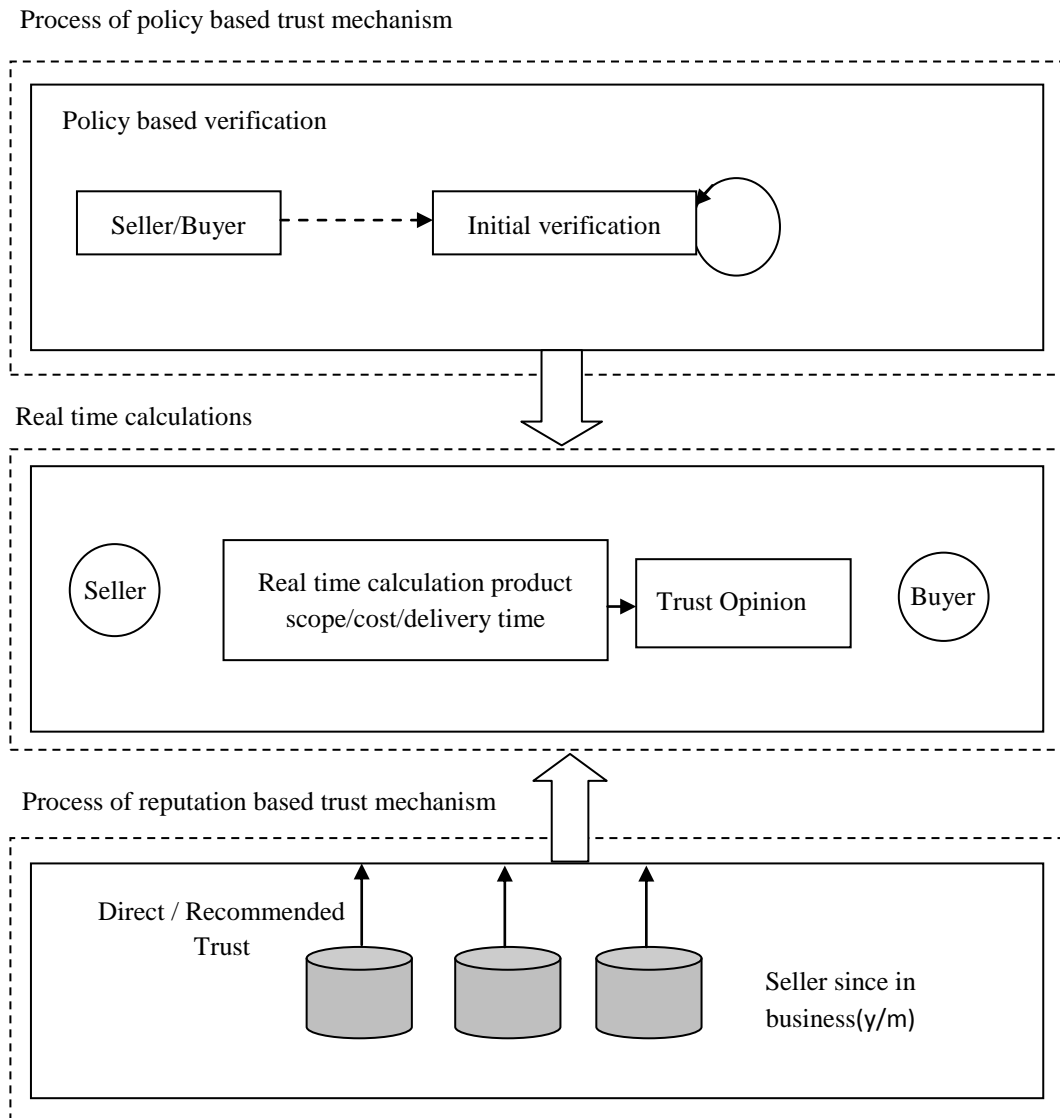 Process of policy based trust mechanism
Policy based verification
Seller/Buyer
Initial verification
Real time calculations
Seller
Real time calculation product
scope/cost/delivery time
Trust Opinion
Buyer
Process of reputation based trust mechanism
Direct / Recommended
Trust
Seller since in
business(y/m)